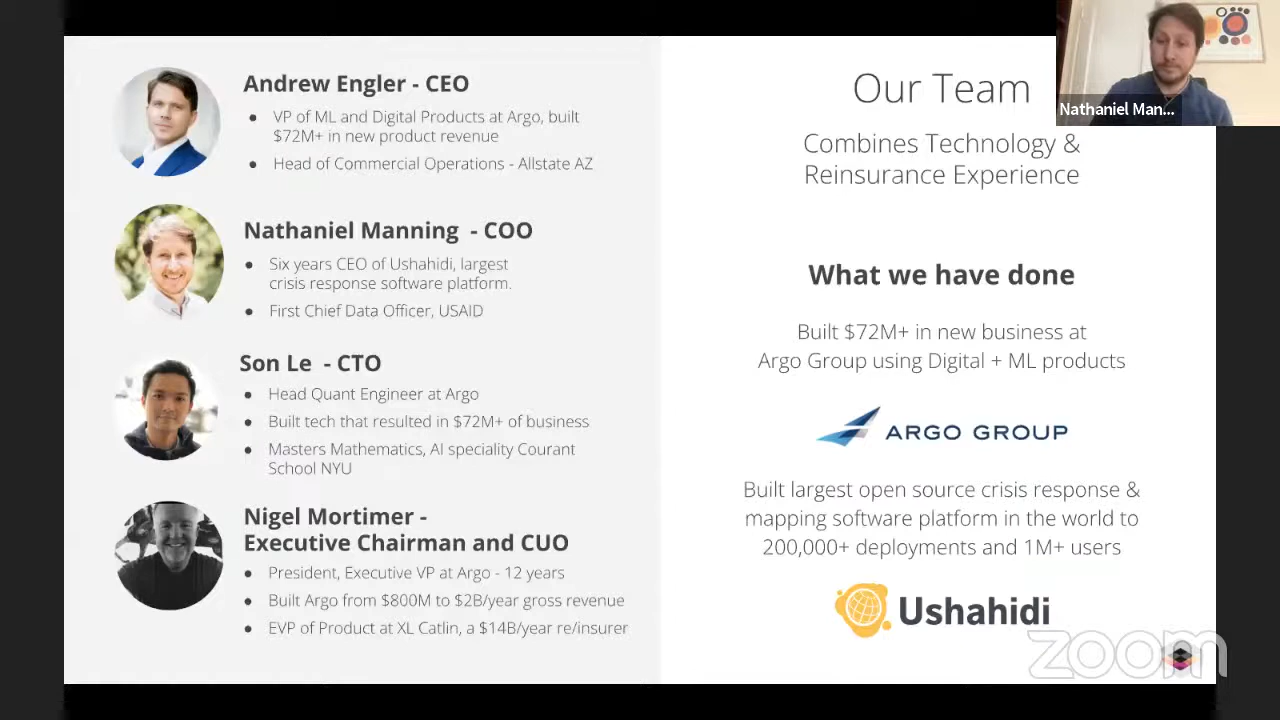 Andrew Engler - CEO
● VP of ML and Digital Products at Argo, built
$72M+ in new product revenue
● Head of Commercial Operations - Allstate AZ
Nathaniel Manning - COO
● Six years CEO of Ushahidi, largest
crisis response software platform.
● First Chief Data Officer, USAID
Son Le - CTO
● Head Quant Engineer at Argo
● Built tech that resulted in $72M+ of business
● Masters Mathematics, AI speciality Courant
School NYU
Nigel Mortimer -
Executive Chairman and CUO
● President, Executive VP at Argo - 12 years
● Built Argo from $800M to $2B/year gross revenue
● EVP of Product at XL Catlin, a $14B/year re/insurer
Our Team
Combines Technology &
Reinsurance Experience
What we have done
Built $72M+ in new business at
Argo Group using Digital + ML products
ARGO GROUP
Built largest open source crisis response &
mapping software platform in the world to
200,000+ deployments and 1M+ users
Ushahidi
Nathaniel Man...
zoom